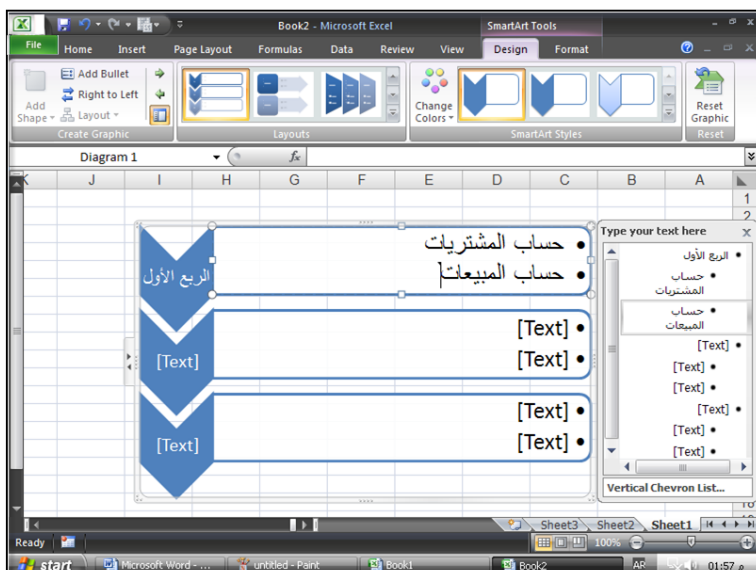 Book2 - Microsoft Excel
SmartArt Tools
File Home Insert Page Layout Formulas Data Review View Design Format
Add Shape
Add Bullet
Right to Left
Layout
Create Graphic
Layouts
Change Colors
SmartArt Styles
Reset Graphic
Reset
Diagram 1
fx
K J I H G F E D C B A
1
2
الربع الأول
• حساب المشتريات
• حساب المبيعات
[Text]
• [Text]
• [Text]
[Text]
• [Text]
• [Text]
Type your text here
x
• الربع الأول
• حساب
المشتريات
• حساب
المبيعات
• [Text]
• [Text]
• [Text]
• [Text]
• [Text]
• [Text]
Vertical Chevron List...
Sheet3 Sheet2 Sheet1
Ready
100%
start
Microsoft Word - ...
untitled - Paint
Book1
Book2
AR
01:57 م